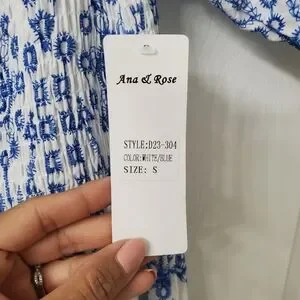 Ana & Rose
STYLE:D23-304
COLOR:WHITE/BLUE
SIZE: S